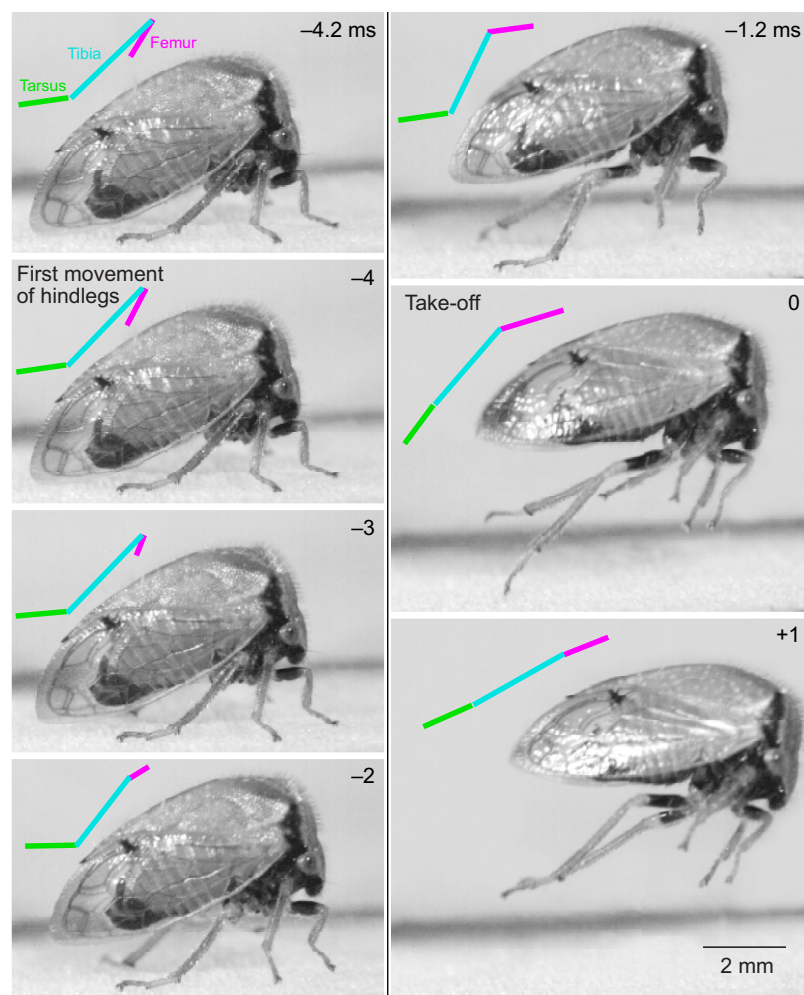 –4.2 ms
Femur
Tibia
Tarsus
First movement
of hindlegs
–4
–3
–2
–1.2 ms
Take-off
0
+1
2 mm